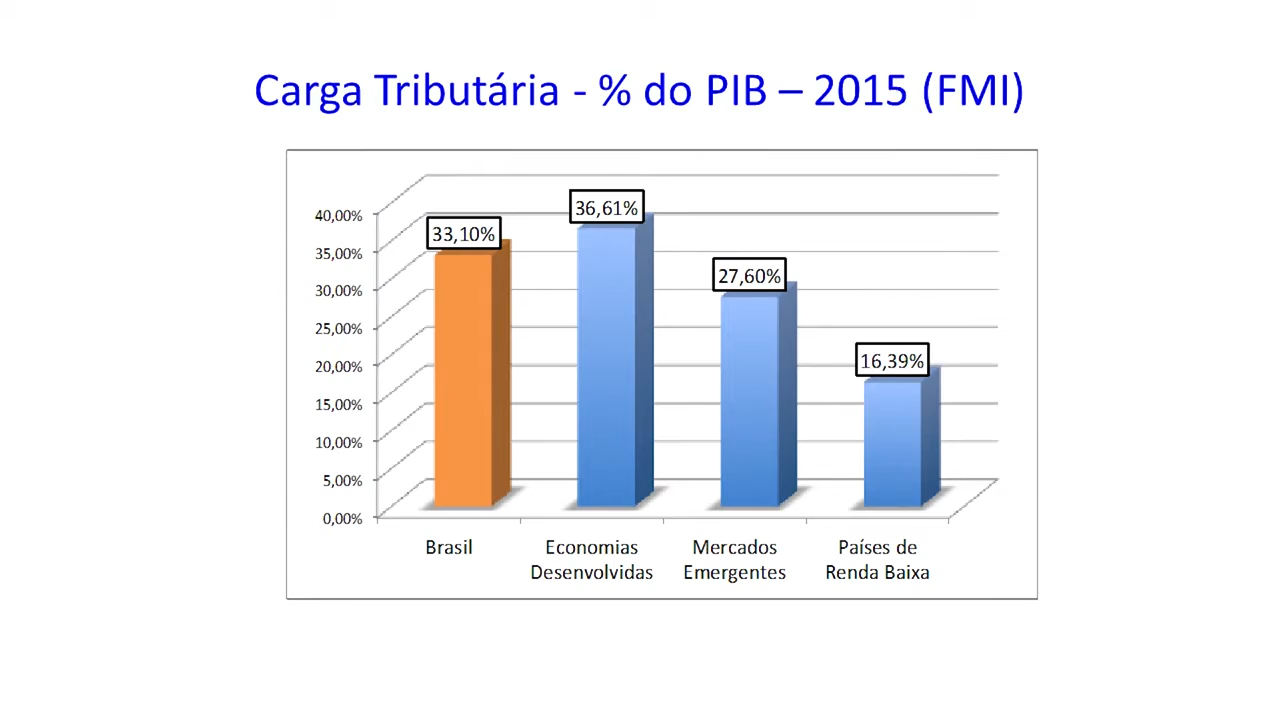 Carga Tributária - % do PIB – 2015 (FMI)
40,00%
35,00%
30,00%
25,00%
20,00%
15,00%
10,00%
5,00%
0,00%
33,10%
36,61%
27,60%
16,39%
Brasil
Economias
Desenvolvidas
Mercados
Emergentes
Países de
Renda Baixa